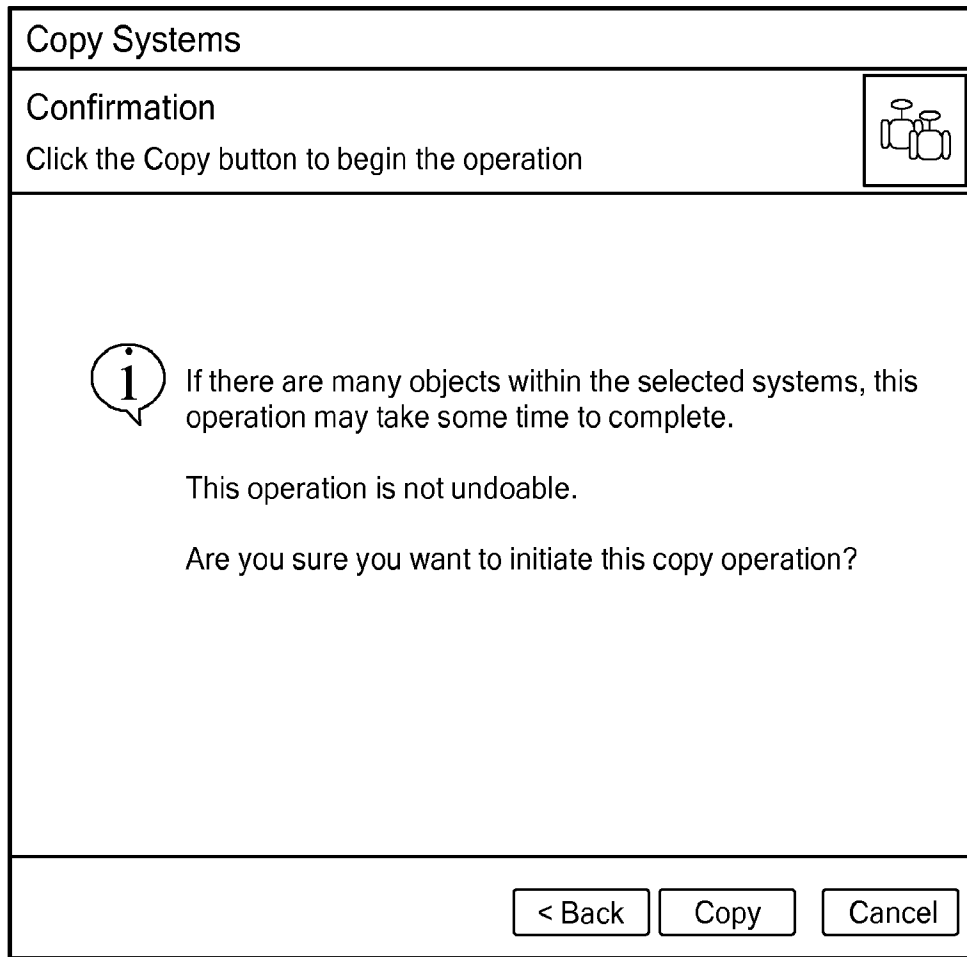 Copy Systems
Confirmation
Click the Copy button to begin the operation
i
If there are many objects within the selected systems, this
operation may take some time to complete.
This operation is not undoable.
Are you sure you want to initiate this copy operation?
< Back
Copy
Cancel